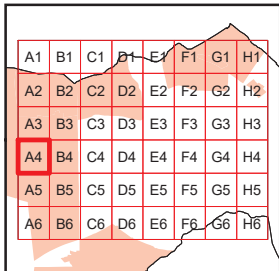 A1 B1 C1 D1 E1 F1 G1 H1
A2 B2 C2 D2 E2 F2 G2 H2
A3 B3 C3 D3 E3 F3 G3 H3
A4 B4 C4 D4 E4 F4 G4 H4
A5 B5 C5 D5 E5 F5 G5 H5
A6 B6 C6 D6 E6 F6 G6 H6